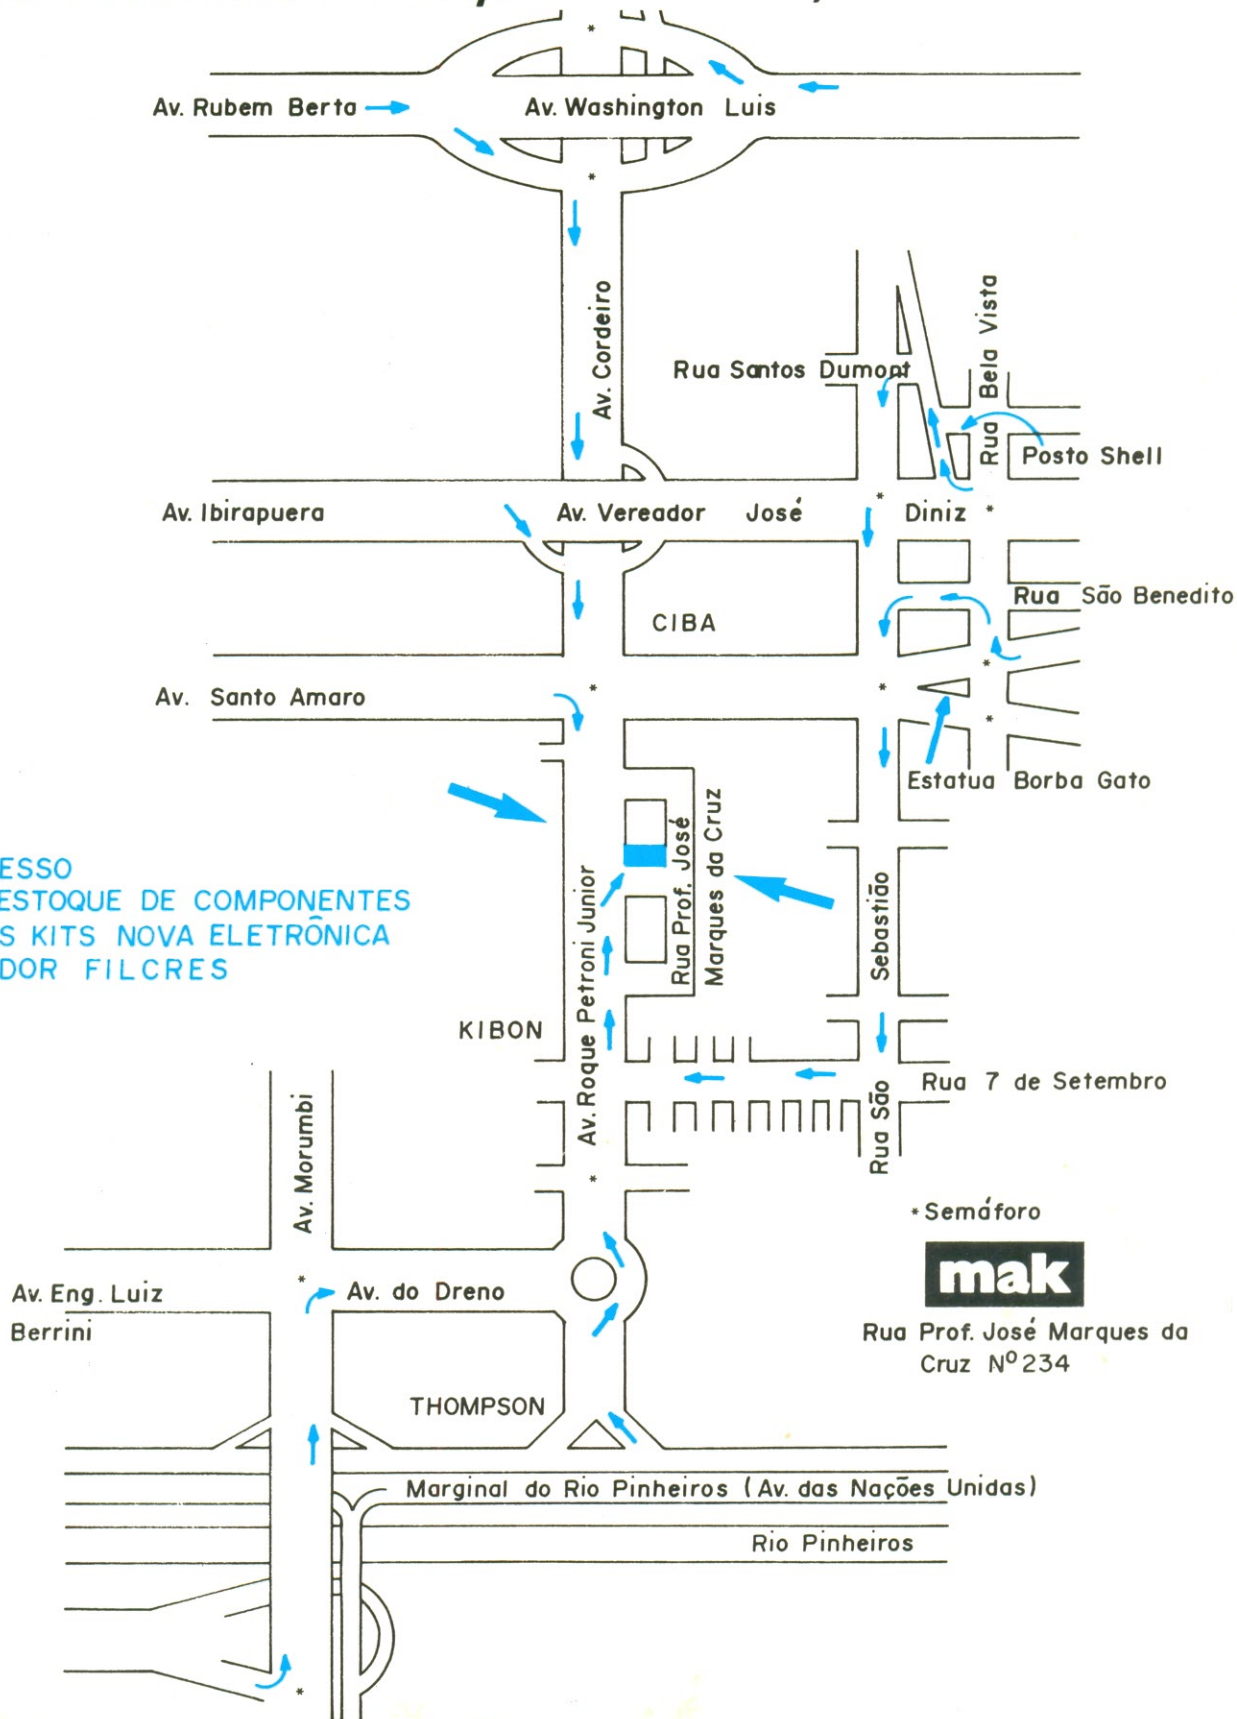 Av. Rubem Berta
Av. Washington Luis
Av. Cordeiro
Rua Bela Vista
Rua Santos Dumont
Posto Shell
Av. Ibirapuera
Av. Vereador José Diniz *
Rua São Benedito
CIBA
Av. Santo Amaro
Estatua Borba Gato
Rua Prof. José
Marques da Cruz
ESSO
ESTOQUE DE COMPONENTES
S KITS NOVA ELETRÔNICA
DOR FILCRES
Av. Roque Petroni Junior
Rua São Sebastião
KIBON
Rua 7 de Setembro
Av. Morumbi
* Semáforo
mak
Rua Prof. José Marques da
Cruz Nº 234
Av. Eng. Luiz
Berrini
Av. do Dreno
THOMPSON
Marginal do Rio Pinheiros (Av. das Nações Unidas)
Rio Pinheiros